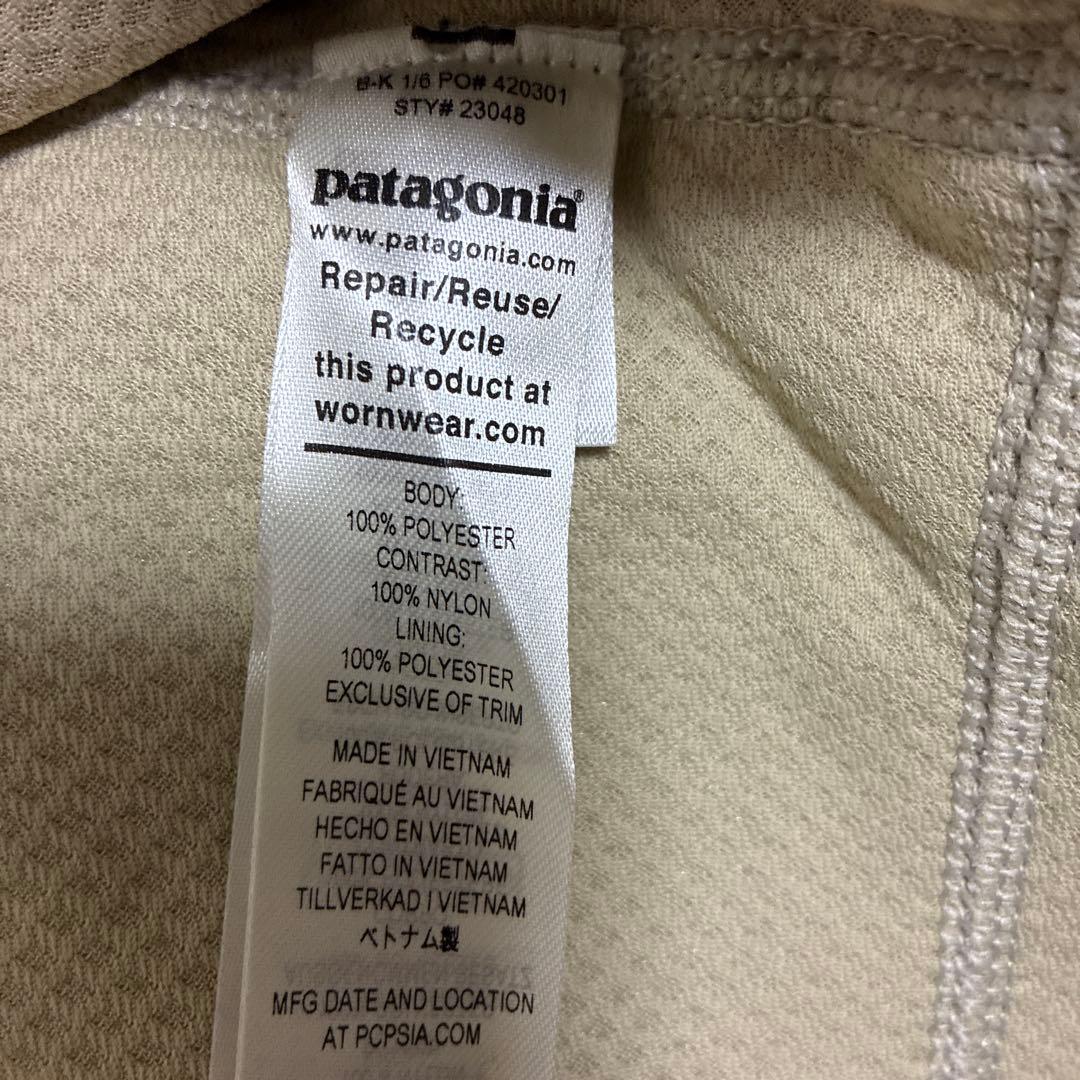 B-K 1/6 PO# 420301
STY# 23048
patagonia®
www.patagonia.com
Repair/Reuse/
Recycle
this product at
wornwear.com
BODY:
100% POLYESTER
CONTRAST:
100% NYLON
LINING:
100% POLYESTER
EXCLUSIVE OF TRIM
MADE IN VIETNAM
FABRIQUÉ AU VIETNAM
HECHO EN VIETNAM
FATTO IN VIETNAM
TILLVERKAD I VIETNAM
ベトナム製
MFG DATE AND LOCATION
AT PCPSIA.COM